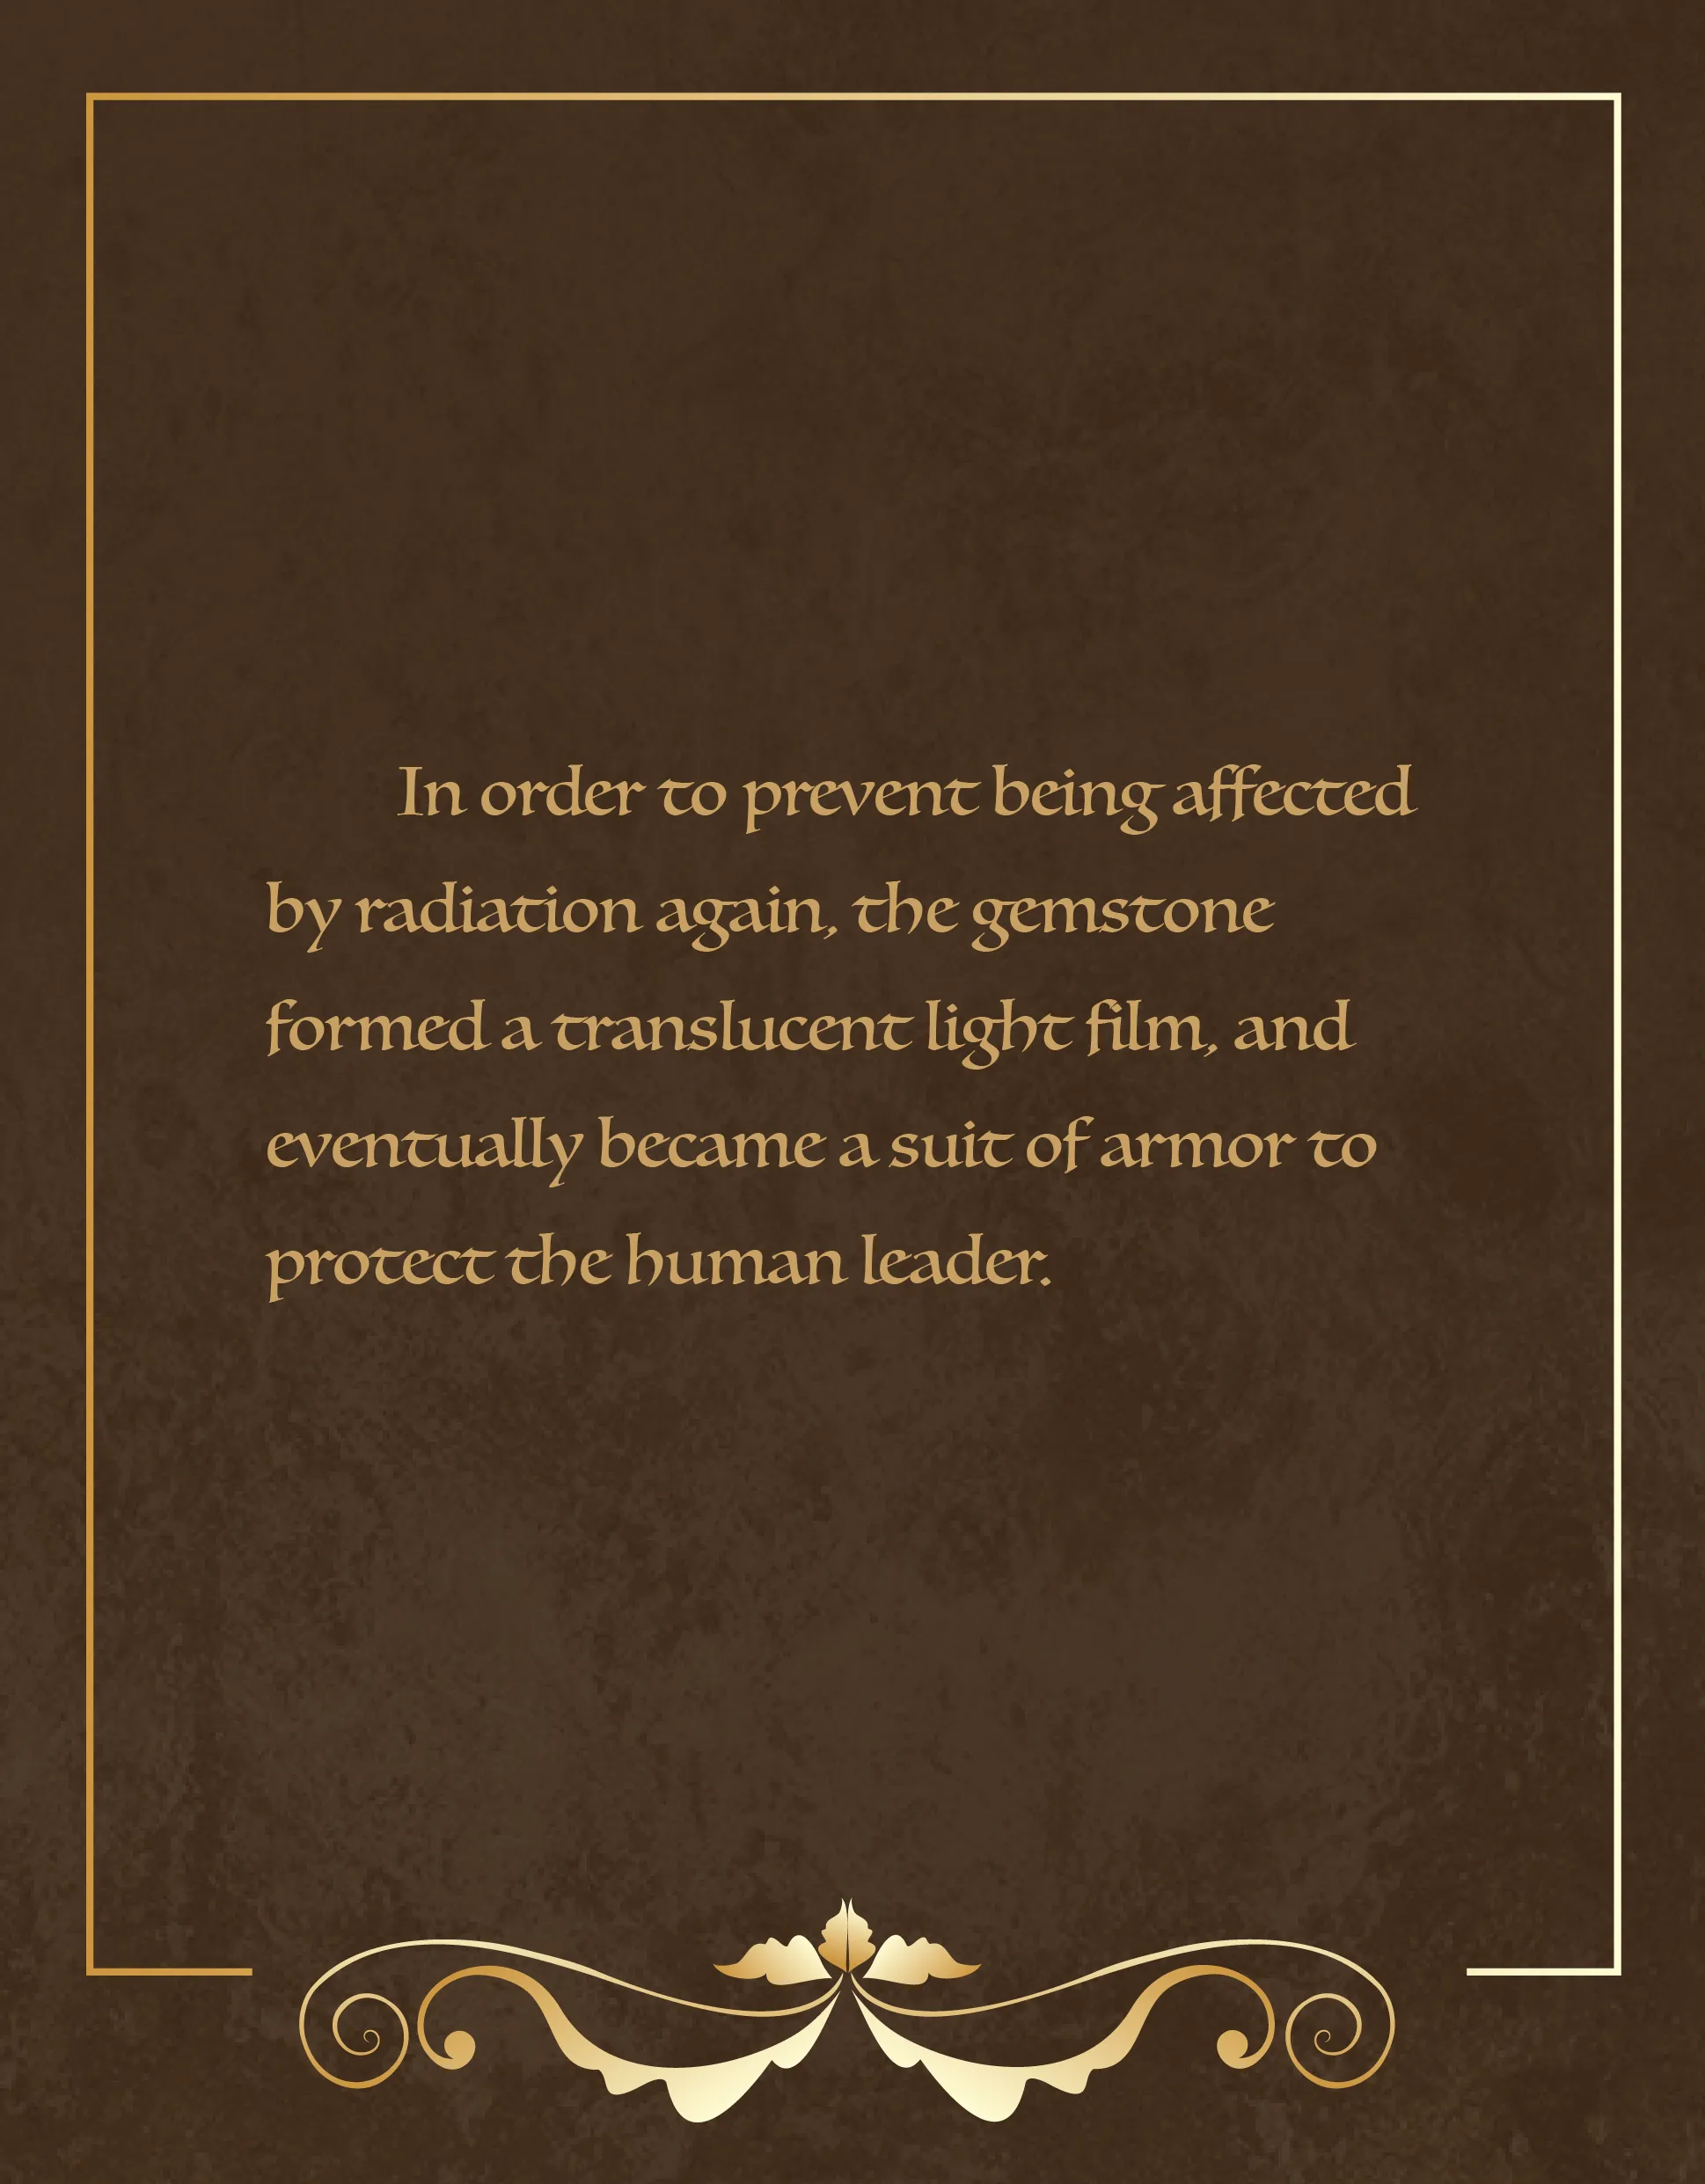 In order to prevent being affected
by radiation again, the gemstone
formed a translucent light film, and
eventually became a suit of armor to
protect the human leader.